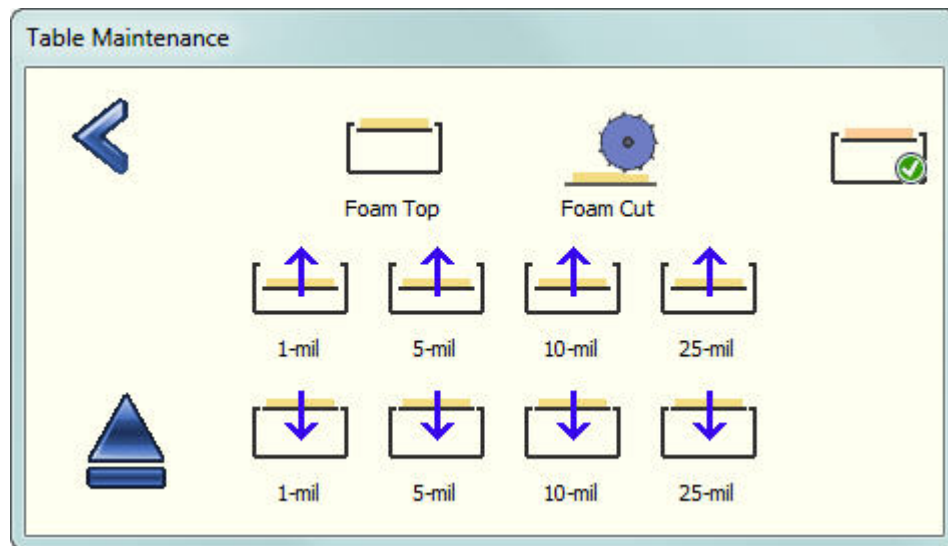 Table Maintenance
Foam Top Foam Cut
1-mil 5-mil 10-mil 25-mil
1-mil 5-mil 10-mil 25-mil